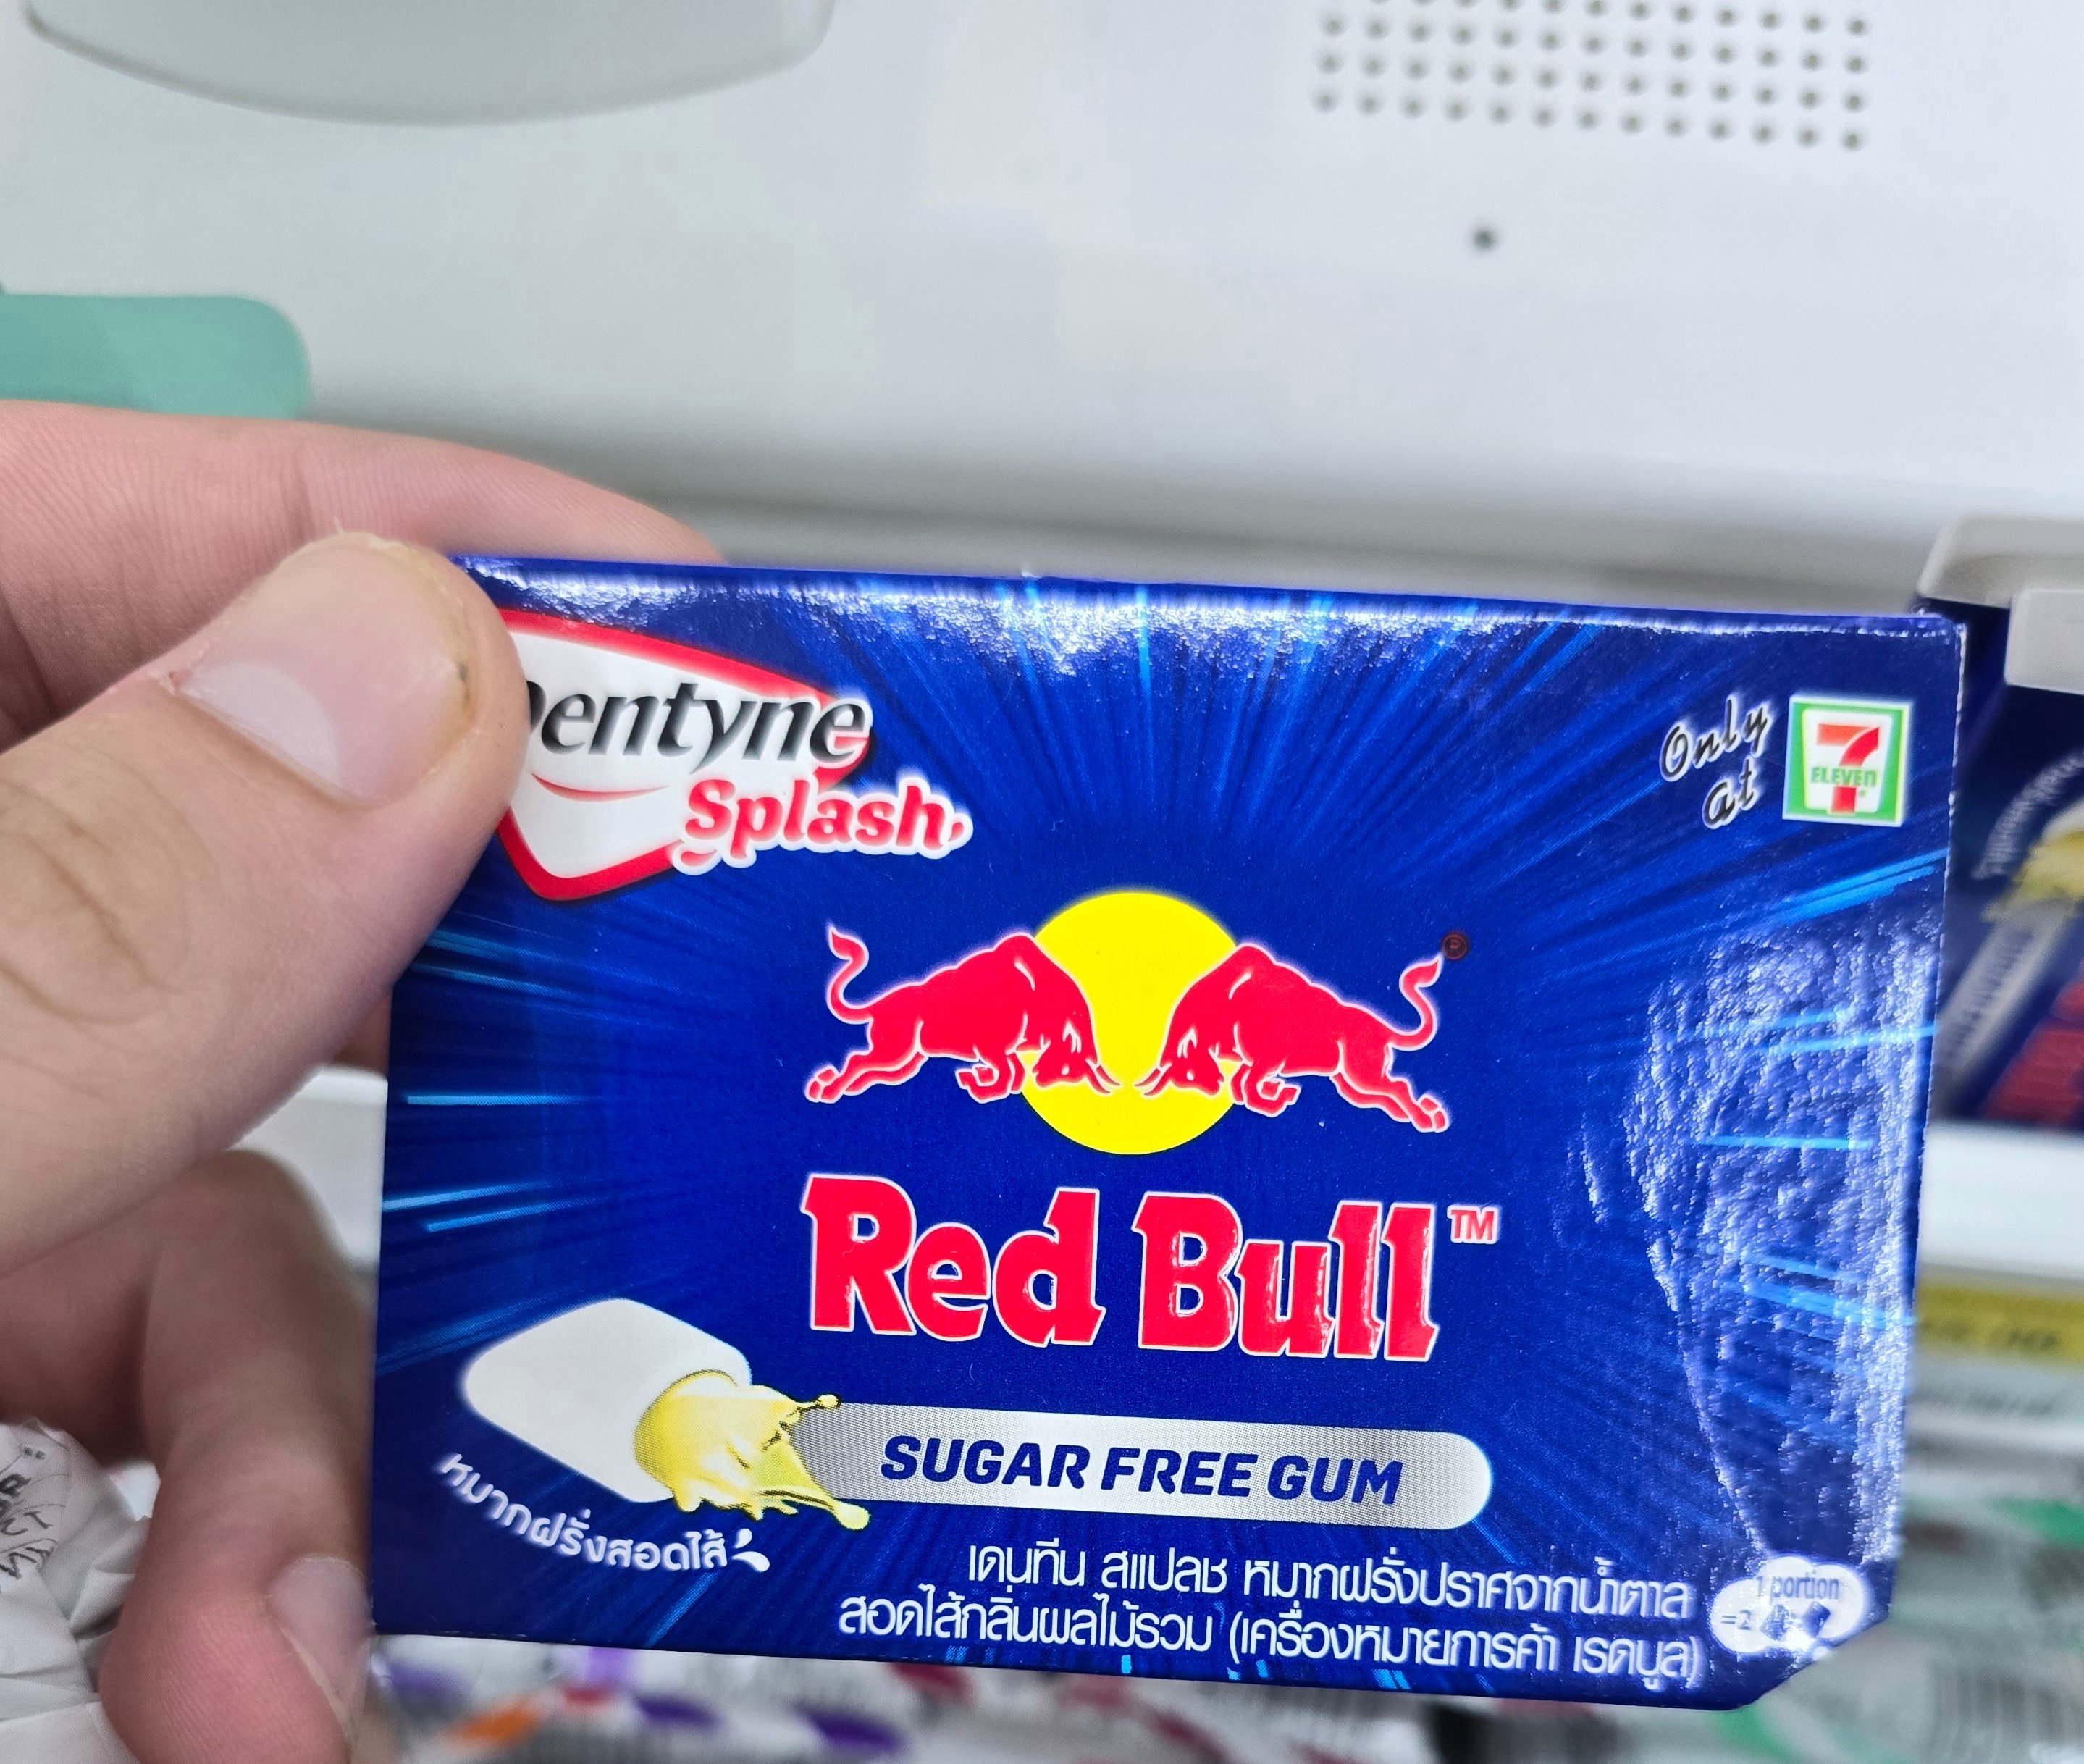 Dentyne
Splash
Only
at
7
ELEVEN
Red Bull™
SUGAR FREE GUM
หมากฝรั่งสอดไส้
เดนทีน สแปลช หมากฝรั่งปราศจากน้ำตาล
สอดไส้กลิ่นผลไม้รวม (เครื่องหมายการค้า เรดบูล)
1 portion
=2